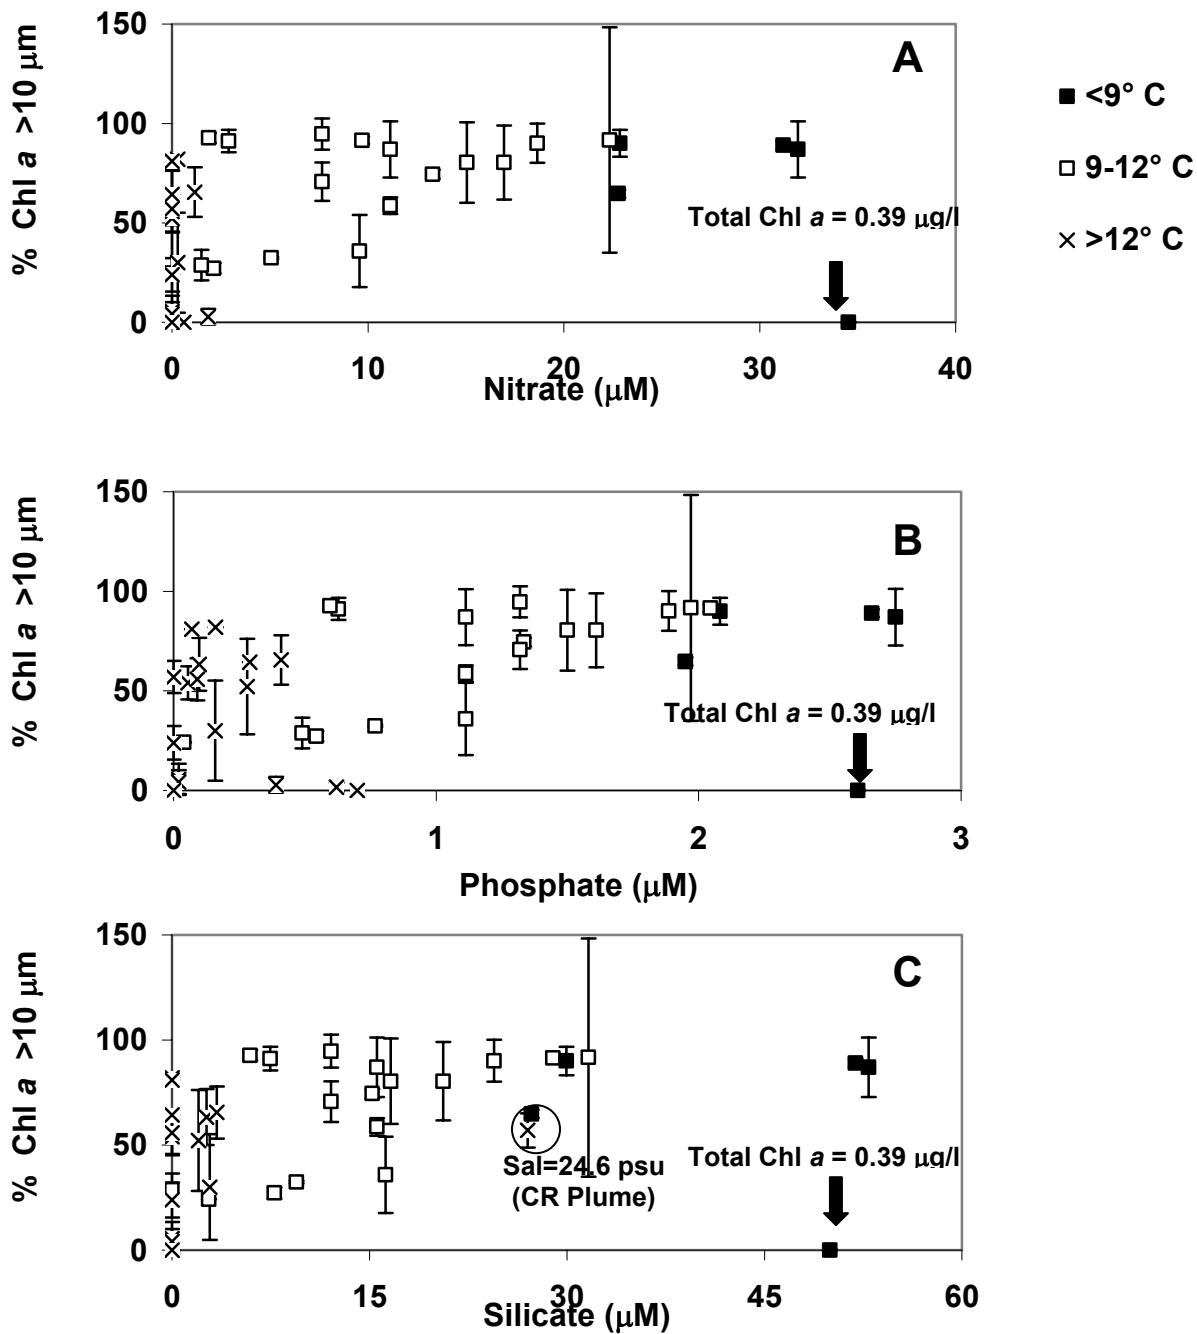 150
100
50
0
% Chl a >10 µm
A
Total Chl a = 0.39 µg/l
0 10 20 30 40
Nitrate (µM)
<9° C
9-12° C
>12° C
150
100
50
0
% Chl a >10 µm
B
Total Chl a = 0.39 µg/l
0 1 2 3
Phosphate (µM)
150
100
50
0
% Chl a >10 µm
C
Sal=24.6 psu
(CR Plume)
Total Chl a = 0.39 µg/l
0 15 30 45 60
Silicate (µM)